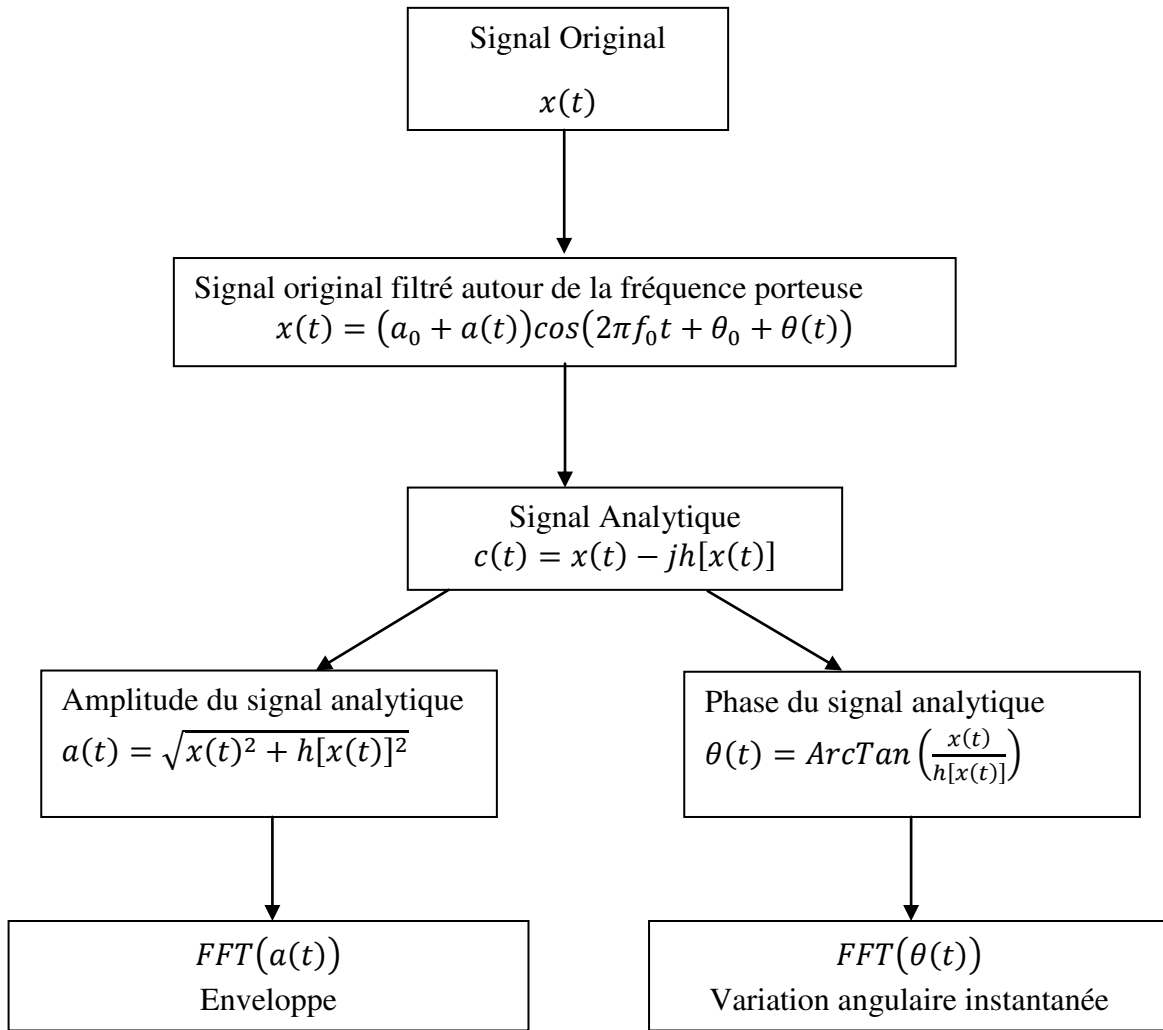 Signal Original
x(t)
Signal original filtré autour de la fréquence porteuse
x(t) = (a₀ + a(t))cos(2πf₀t + θ₀ + θ(t))
Signal Analytique
c(t) = x(t) − jh[x(t)]
Amplitude du signal analytique
a(t) = √(x(t)² + h[x(t)]²)
Phase du signal analytique
θ(t) = ArcTan(x(t)/h[x(t)])
FFT(a(t))
Enveloppe
FFT(θ(t))
Variation angulaire instantanée